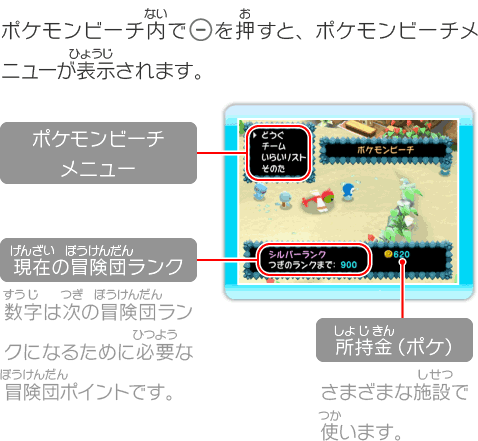 ポケモンビーチ内で⊖を押すと、ポケモンビーチメ
ニューが表示されます。
ない
お
ひょうじ
ポケモンビーチ
メニュー
どうぐ
チーム
いらいリスト
そのた
ポケモンビーチ
シルバーランク
つぎのランクまで: 900
620
げんざい ぼうけんだん
現在の冒険団ランク
すうじ つぎ ぼうけんだん
数字は次の冒険団ラン
ひつよう
クになるために必要な
ぼうけんだん
冒険団ポイントです。
しょじきん
所持金(ポケ)
しせつ
さまざまな施設で
つか
使います。